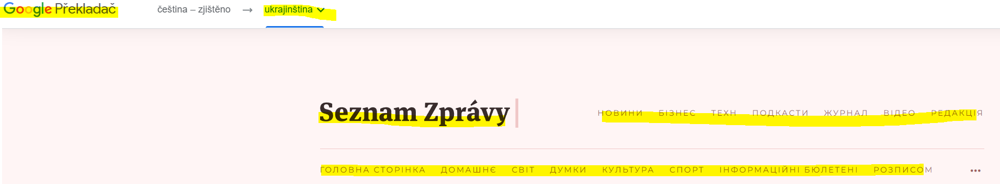 Google Překladač čeština – zjištěno → ukrajinština
Seznam Zprávy НОВИНИ БІЗНЕС ТЕХН ПОДКАСТИ ЖУРНАЛ ВІДЕО РЕДАКЦІЯ
ГОЛОВНА СТОРІНКА ДОМАШНЄ СВІТ ДУМКИ КУЛЬТУРА СПОРТ ІНФОРМАЦІЙНІ БЮЛЕТЕНІ РОЗПИСОМ •••